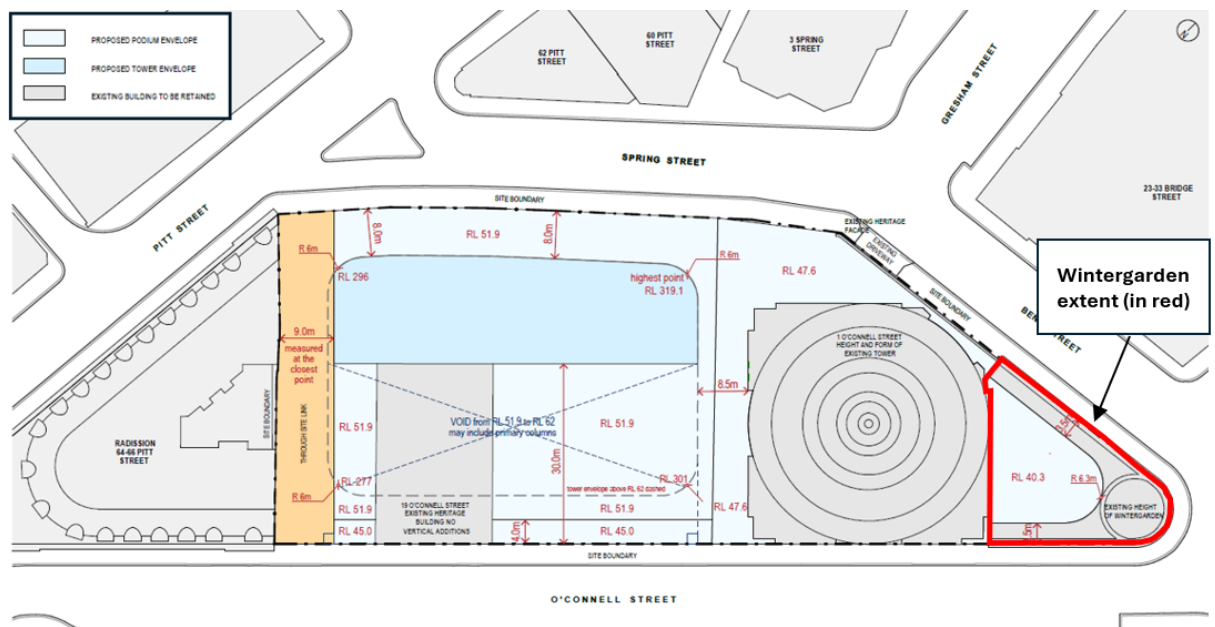 PROPOSED PODIUM ENVELOPE
PROPOSED TOWER ENVELOPE
EXISTING BUILDING TO BE RETAINED
62 PITT
STREET
60 PITT
STREET
3 SPRING
STREET
GRESHAM STREET
N
SPRING STREET
23-33 BRIDGE
STREET
PITT STREET
SITE BOUNDARY
EXISTING HERITAGE
FACADE
EXISTING
DRIVEWAY
SITE BOUNDARY
Wintergarden
extent (in red)
STREET
8.0m
RL 51.9
8.0m
R 6m
RL 296
R 6m
highest point
RL 319.1
RL 47.6
9.0m
measured
at the
closest
point
1 O'CONNELL STREET
HEIGHT AND FORM OF
EXISTING TOWER
8.5m
SITE BOUNDARY
THROUGH SITE LINK
RADISSION
64-66 PITT
STREET
RL 51.9
VOID from RL 51.9 to RL 62
may include primary columns
RL 51.9
30.0m
RL 40.3
R 6.3m
RL 277
RL 301
tower envelope above RL 62 dashed
R 6m
RL 51.9
19 O'CONNELL STREET
EXISTING HERITAGE
BUILDING NO
VERTICAL ADDITIONS
RL 51.9
RL 47.6
EXISTING HEIGHT
OF WINTERGARDEN
RL 45.0
4.0m
RL 45.0
SITE BOUNDARY
O'CONNELL STREET